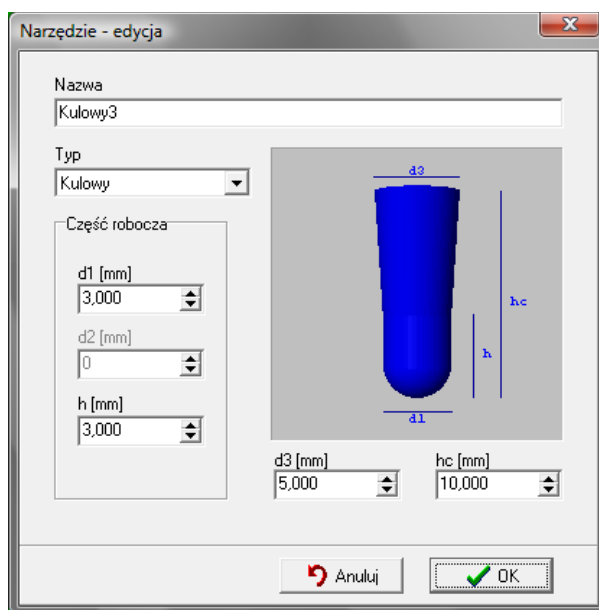 Narzędzie - edycja
Nazwa
Kulowy3
Typ
Kulowy
Część robocza
d1 [mm]
3,000
d2 [mm]
0
h [mm]
3,000
d3
hc
h
d1
d3 [mm]
5,000
hc [mm]
10,000
Anuluj
OK